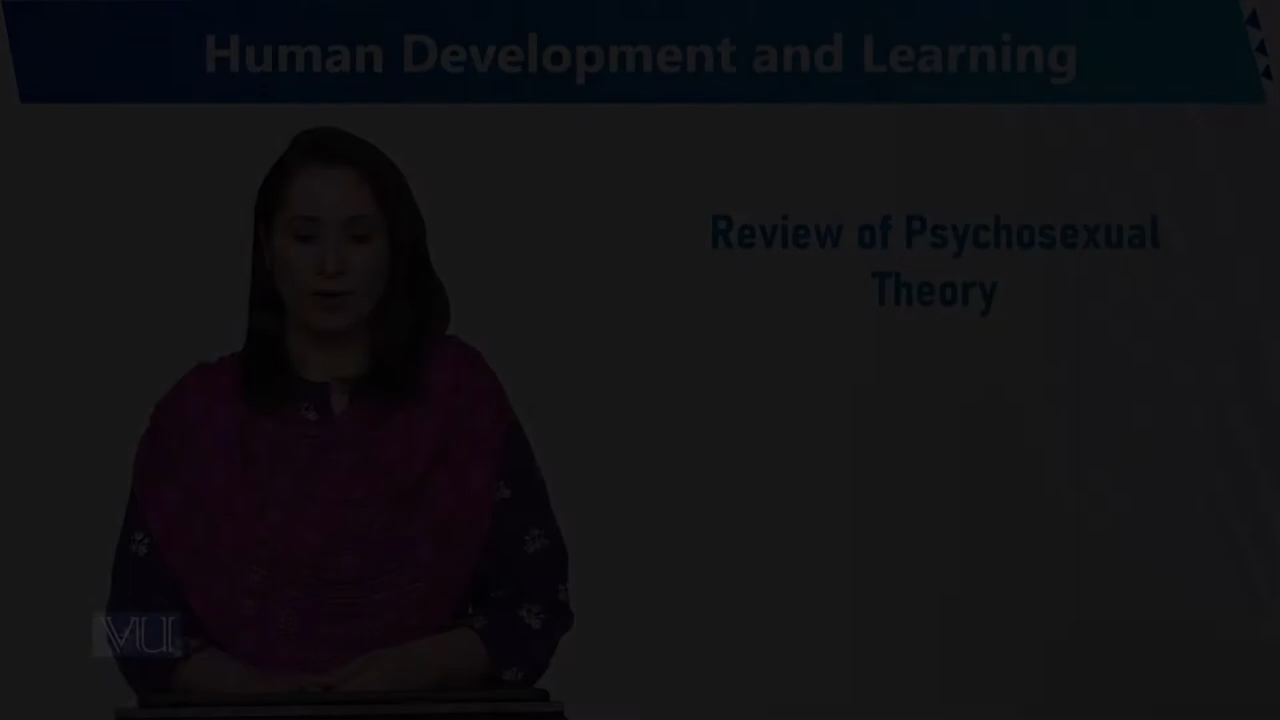 Human Development and Learning
Review of Psychosexual
Theory
VU